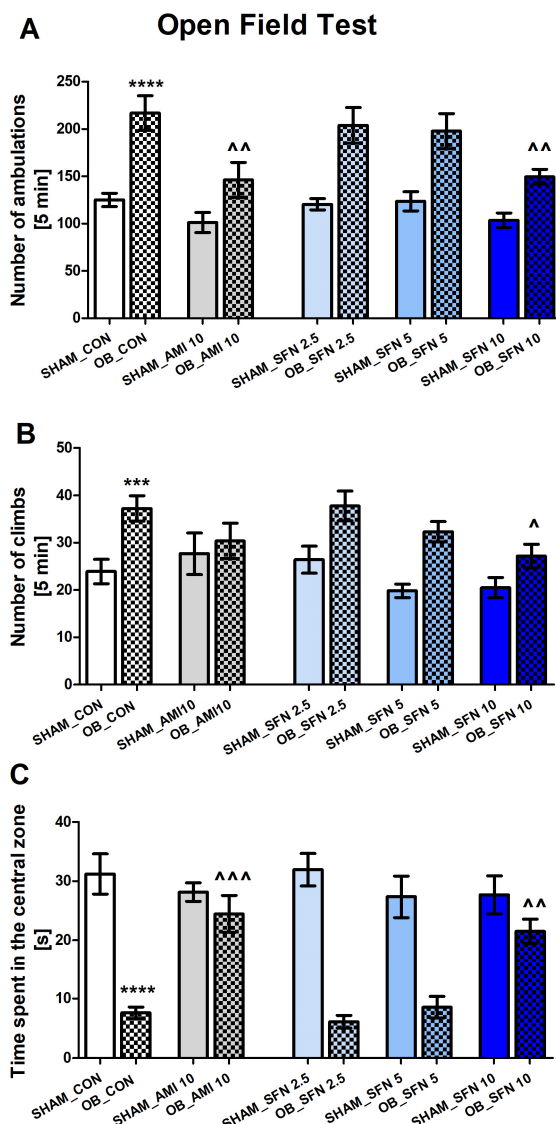 A
Open Field Test
Number of ambulations
[5 min]
250
200
150
100
50
0
****
^^
^^
SHAM_CON
OB_CON
SHAM_AMI 10
OB_AMI 10
SHAM_SFN 2.5
OB_SFN 2.5
SHAM_SFN 5
OB_SFN 5
SHAM_SFN 10
OB_SFN 10
B
Number of climbs
[5 min]
50
40
30
20
10
0
***
^
SHAM_CON
OB_CON
SHAM_AMI10
OB_AMI10
SHAM_SFN 2.5
OB_SFN 2.5
SHAM_SFN 5
OB_SFN 5
SHAM_SFN 10
OB_SFN 10
C
Time spent in the central zone
[s]
40
30
20
10
0
****
^^^
^^
SHAM_CON
OB_CON
SHAM_AMI 10
OB_AMI 10
SHAM_SFN 2.5
OB_SFN 2.5
SHAM_SFN 5
OB_SFN 5
SHAM_SFN 10
OB_SFN 10